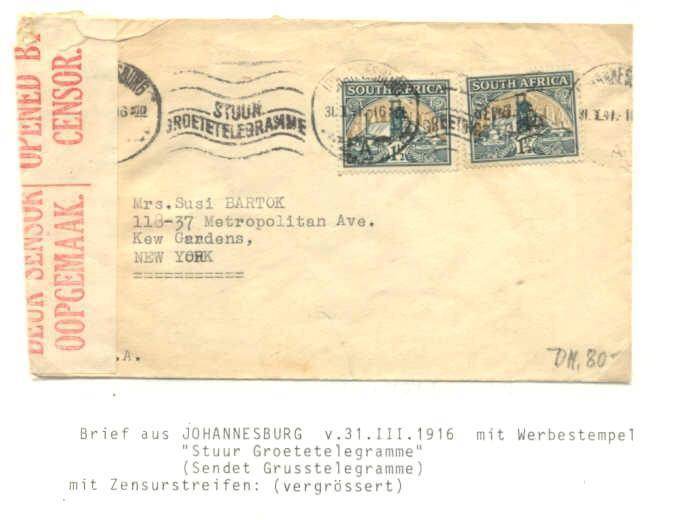 OPENED BY
CENSOR.
DEUR SENSOR
OOPGEMAAK.
STUUR
GROETETELEGRAMME
SOUTH AFRICA
SOUTH AFRICA
Mrs.Susi BARTOK
118-37 Metropolitan Ave.
Kew Gardens,
NEW YORK
===========
.A.
DM, 80-
Brief aus JOHANNESBURG v.31.III.1916 mit Werbestempel
"Stuur Groetetelegramme"
(Sendet Grusstelegramme)
mit Zensurstreifen: (vergrössert)